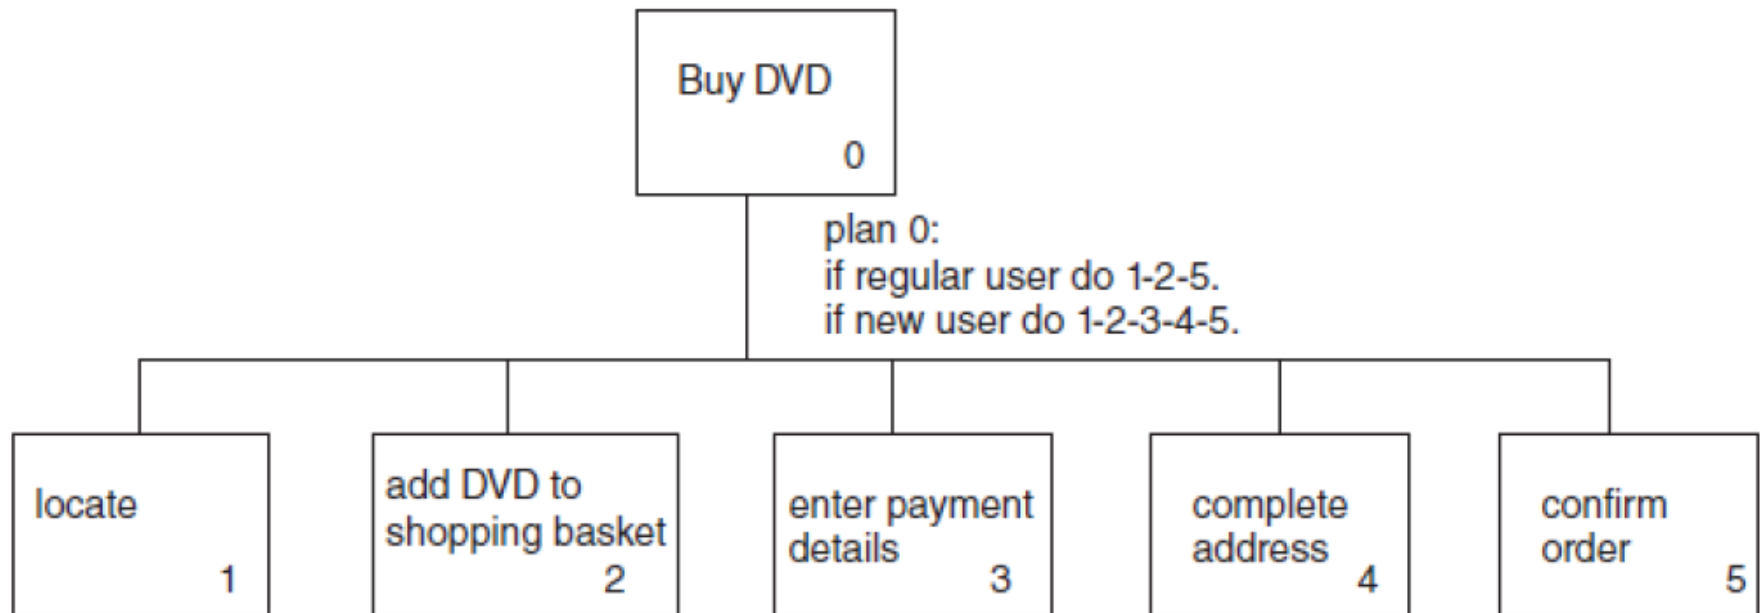 Buy DVD
0
plan 0:
if regular user do 1-2-5.
if new user do 1-2-3-4-5.
locate
1
add DVD to
shopping basket
2
enter payment
details
3
complete
address
4
confirm
order
5